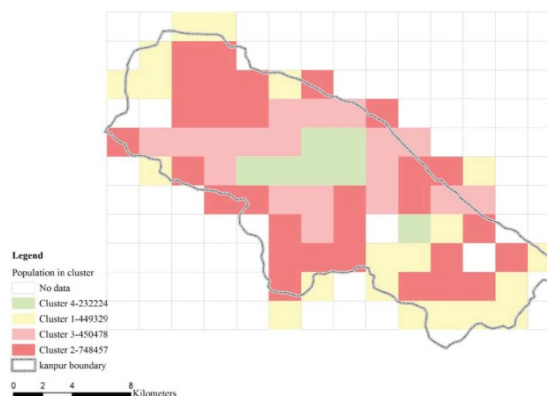 Legend
Population in cluster
No data
Cluster 4-232224
Cluster 1-449329
Cluster 3-450478
Cluster 2-748457
kanpur boundary
0 2 4 8
Kilometers